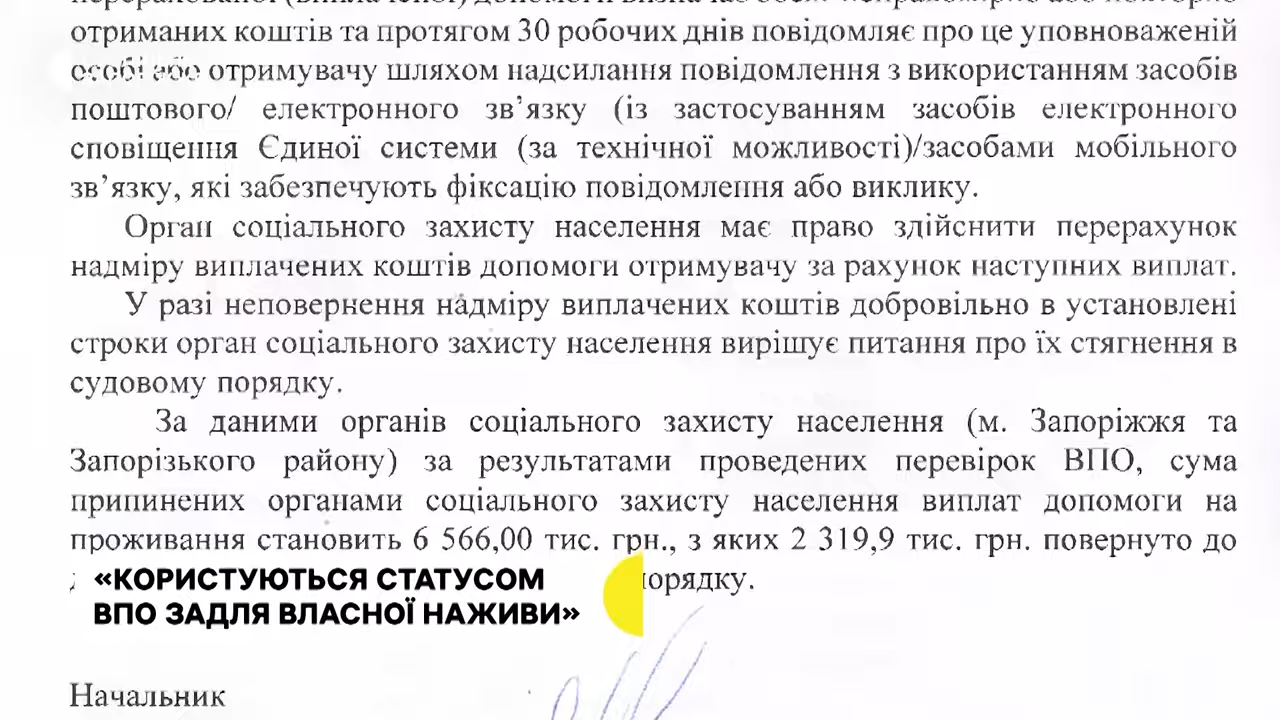 отриманих коштів та протягом 30 робочих днів повідомляє про це уповноваженій
особі або отримувачу шляхом надсилання повідомлення з використанням засобів
поштового/ електронного зв’язку (із застосуванням засобів електронного
сповіщення Єдиної системи (за технічної можливості)/засобами мобільного
зв’язку, які забезпечують фіксацію повідомлення або виклику.
Орган соціального захисту населення має право здійснити перерахунок
надміру виплачених коштів допомоги отримувачу за рахунок наступних виплат.
У разі неповернення надміру виплачених коштів добровільно в установлені
строки орган соціального захисту населення вирішує питання про їх стягнення в
судовому порядку.
За даними органів соціального захисту населення (м. Запоріжжя та
Запорізького району) за результатами проведених перевірок ВПО, сума
припинених органами соціального захисту населення виплат допомоги на
проживання становить 6 566,00 тис. грн., з яких 2 319,9 тис. грн. повернуто до
порядку.
«КОРИСТУЮТЬСЯ СТАТУСОМ
ВПО ЗАДЛЯ ВЛАСНОЇ НАЖИВИ»
Начальник